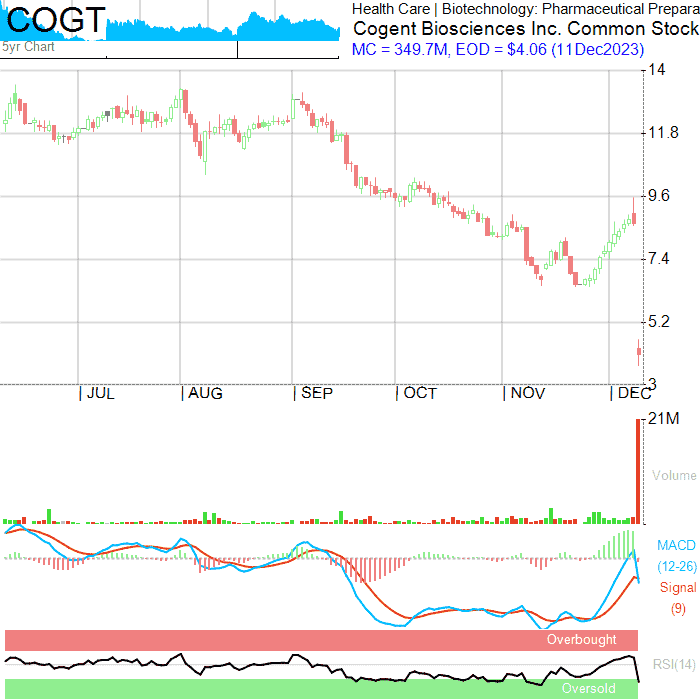 COGT
5yr Chart
Health Care | Biotechnology: Pharmaceutical Prepara
Cogent Biosciences Inc. Common Stock
MC = 349.7M, EOD = $4.06 (11Dec2023)
14
11.8
9.6
7.4
5.2
3
JUL
AUG
SEP
OCT
NOV
DEC
21M
Volume
MACD
(12-26)
Signal
(9)
Overbought
RSI(14)
Oversold